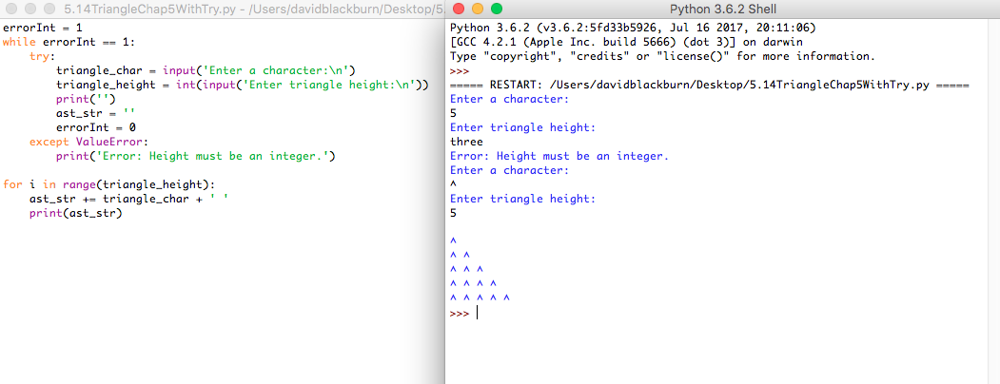 5.14TriangleChap5WithTry.py - /Users/davidblackburn/Desktop/5.
errorInt = 1
while errorInt == 1:
    try:
        triangle_char = input('Enter a character:\n')
        triangle_height = int(input('Enter triangle height:\n'))
        print('')
        ast_str = ''
        errorInt = 0
    except ValueError:
        print('Error: Height must be an integer.')

for i in range(triangle_height):
    ast_str += triangle_char + ' '
    print(ast_str)
Python 3.6.2 Shell
Python 3.6.2 (v3.6.2:5fd33b5926, Jul 16 2017, 20:11:06)
[GCC 4.2.1 (Apple Inc. build 5666) (dot 3)] on darwin
Type "copyright", "credits" or "license()" for more information.
>>>
===== RESTART: /Users/davidblackburn/Desktop/5.14TriangleChap5WithTry.py =====
Enter a character:
5
Enter triangle height:
three
Error: Height must be an integer.
Enter a character:
^
Enter triangle height:
5

^
^ ^
^ ^ ^
^ ^ ^ ^
^ ^ ^ ^ ^
>>>